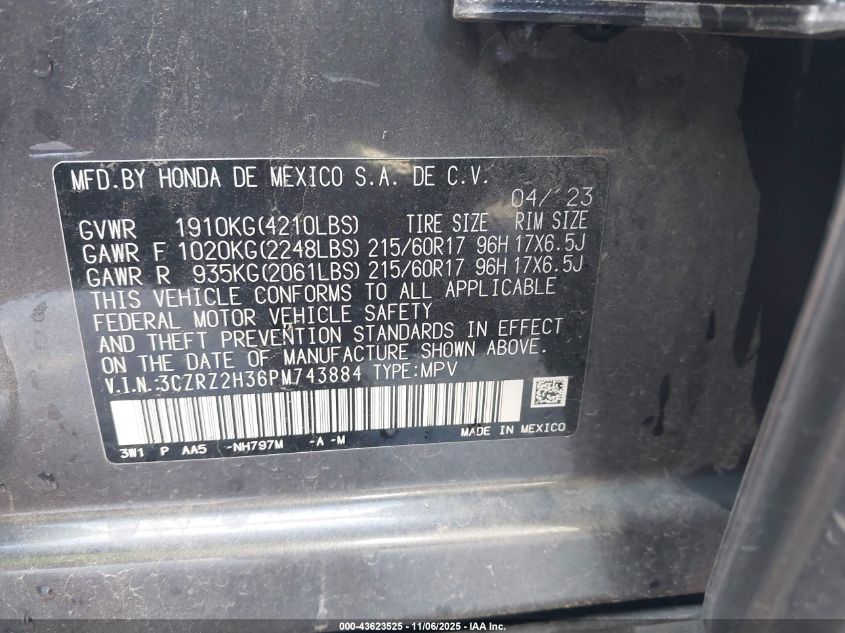 MFD.BY HONDA DE MEXICO S.A. DE C.V.
04/'23
GVWR 1910KG(4210LBS) TIRE SIZE RIM SIZE
GAWR F 1020KG(2248LBS) 215/60R17 96H 17X6.5J
GAWR R 935KG(2061LBS) 215/60R17 96H 17X6.5J
THIS VEHICLE CONFORMS TO ALL APPLICABLE
FEDERAL MOTOR VEHICLE SAFETY
AND THEFT PREVENTION STANDARDS IN EFFECT
ON THE DATE OF MANUFACTURE SHOWN ABOVE.
V.I.N.:3CZRZ2H36PM743884 TYPE:MPV
3W1 P AA5 -NH797M -A -M MADE IN MEXICO
000-43623525 - 11/06/2025 - IAA Inc.